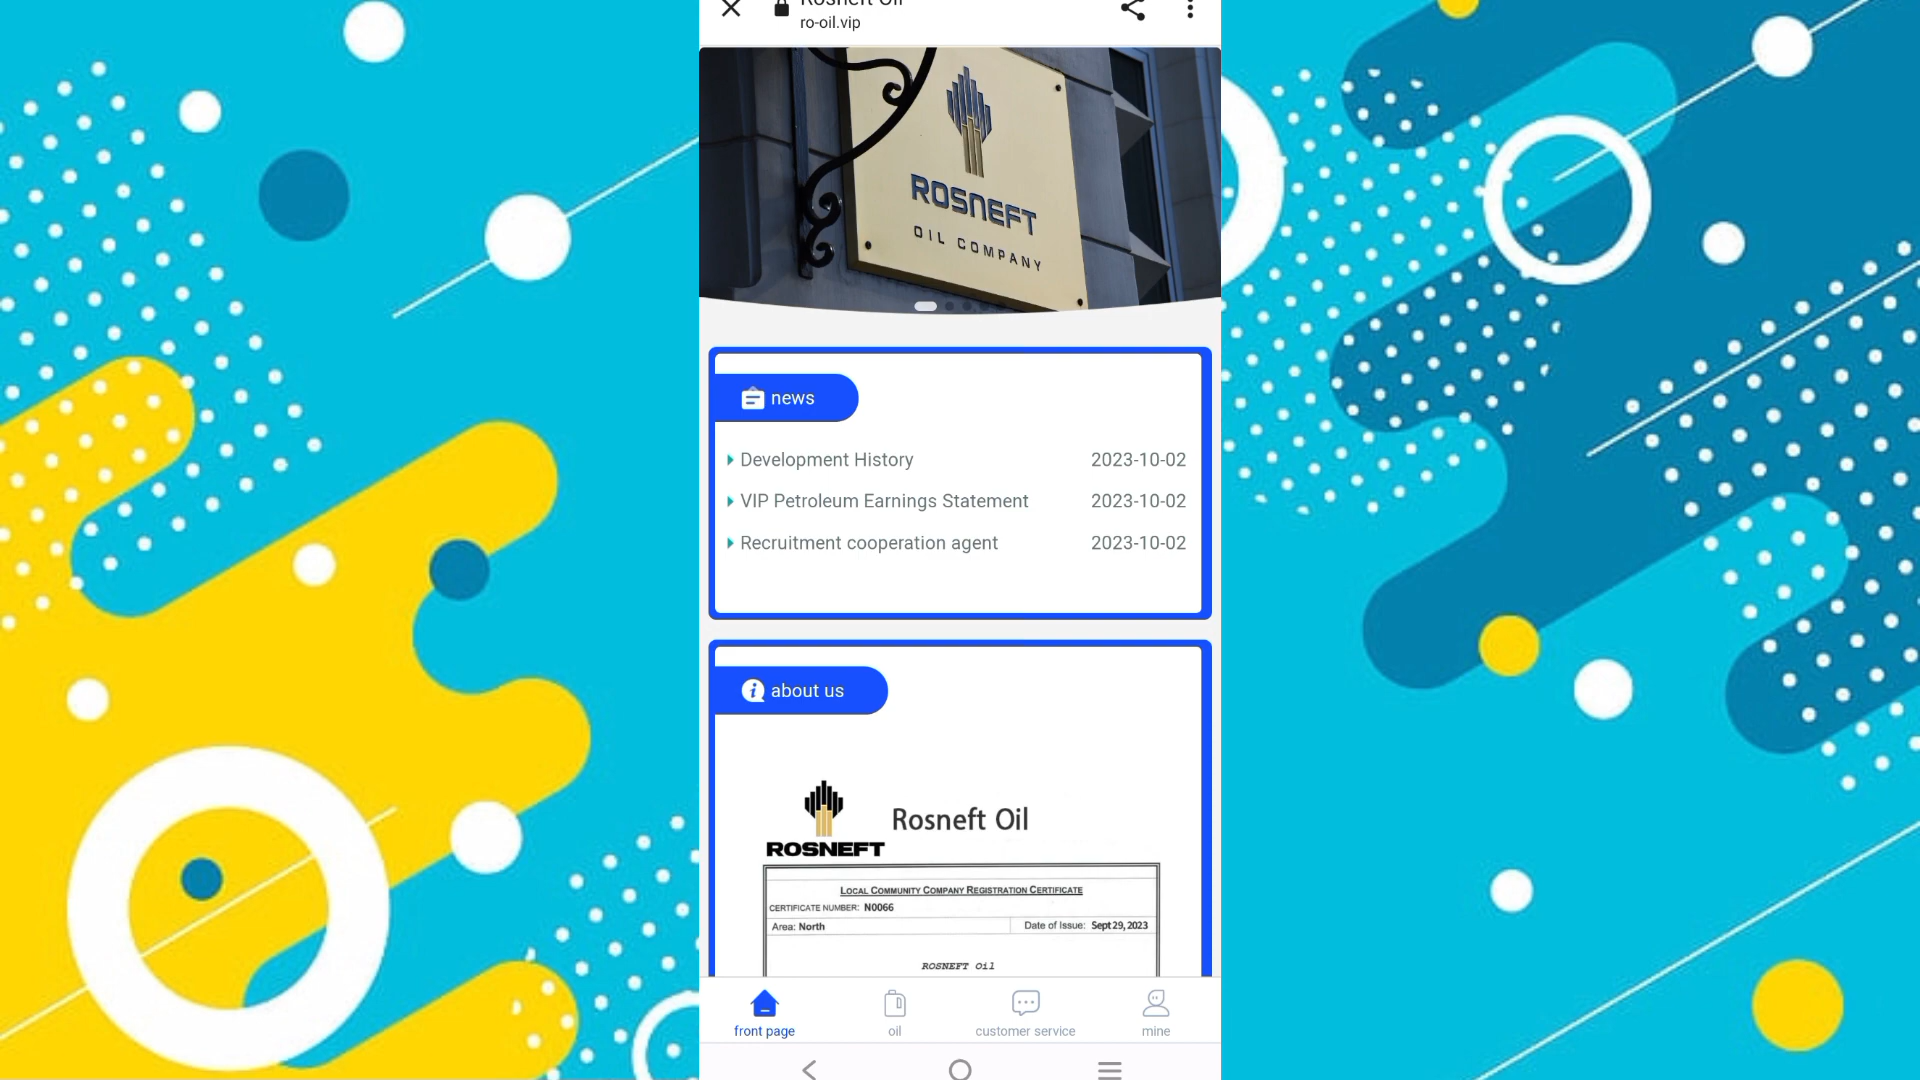 Rosneft Oil
ro-oil.vip
ROSNEFT
OIL COMPANY
news
Development History 2023-10-02
VIP Petroleum Earnings Statement 2023-10-02
Recruitment cooperation agent 2023-10-02
about us
Rosneft Oil
ROSNEFT
LOCAL COMMUNITY COMPANY REGISTRATION CERTIFICATE
CERTIFICATE NUMBER: N0066
Area: North Date of Issue: Sept 29, 2023
ROSNEFT Oil
front page oil customer service mine